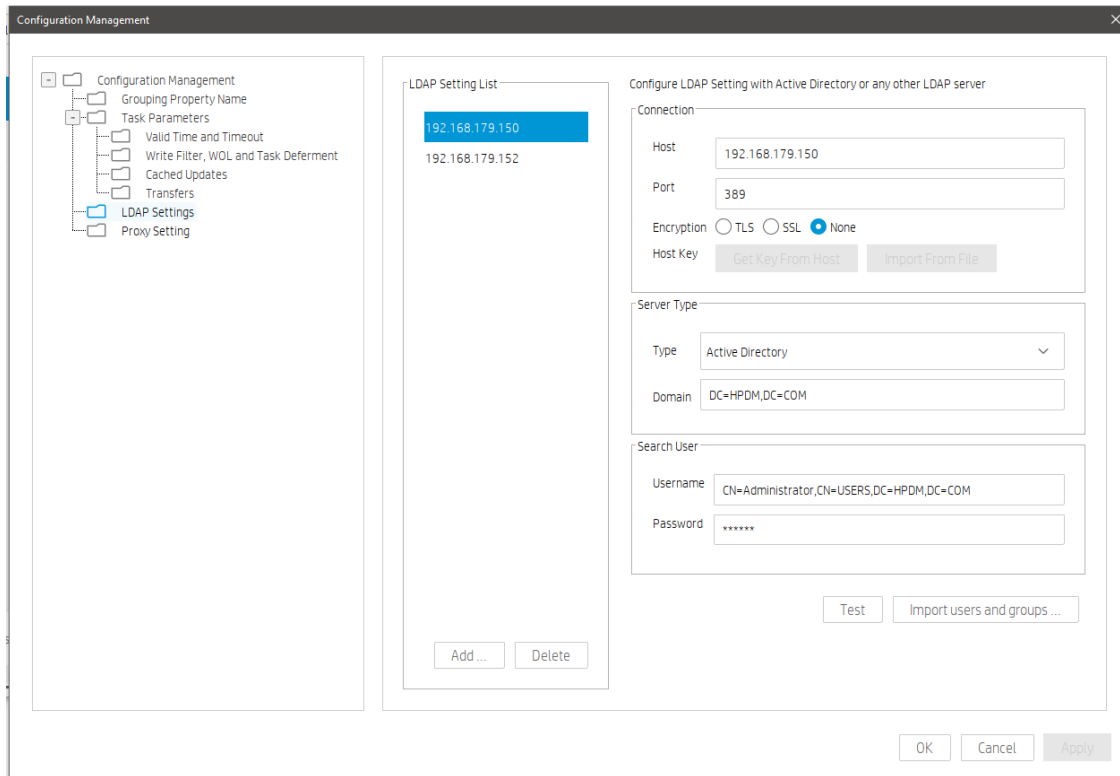 Configuration Management
Configuration Management
Grouping Property Name
Task Parameters
Valid Time and Timeout
Write Filter, WOL and Task Deferment
Cached Updates
Transfers
LDAP Settings
Proxy Setting
LDAP Setting List
192.168.179.150
192.168.179.152
Add ... Delete
Configure LDAP Setting with Active Directory or any other LDAP server
Connection
Host 192.168.179.150
Port 389
Encryption TLS SSL None
Host Key Get Key From Host Import From File
Server Type
Type Active Directory
Domain DC=HPDM,DC=COM
Search User
Username CN=Administrator,CN=USERS,DC=HPDM,DC=COM
Password ******
Test Import users and groups ...
OK Cancel Apply